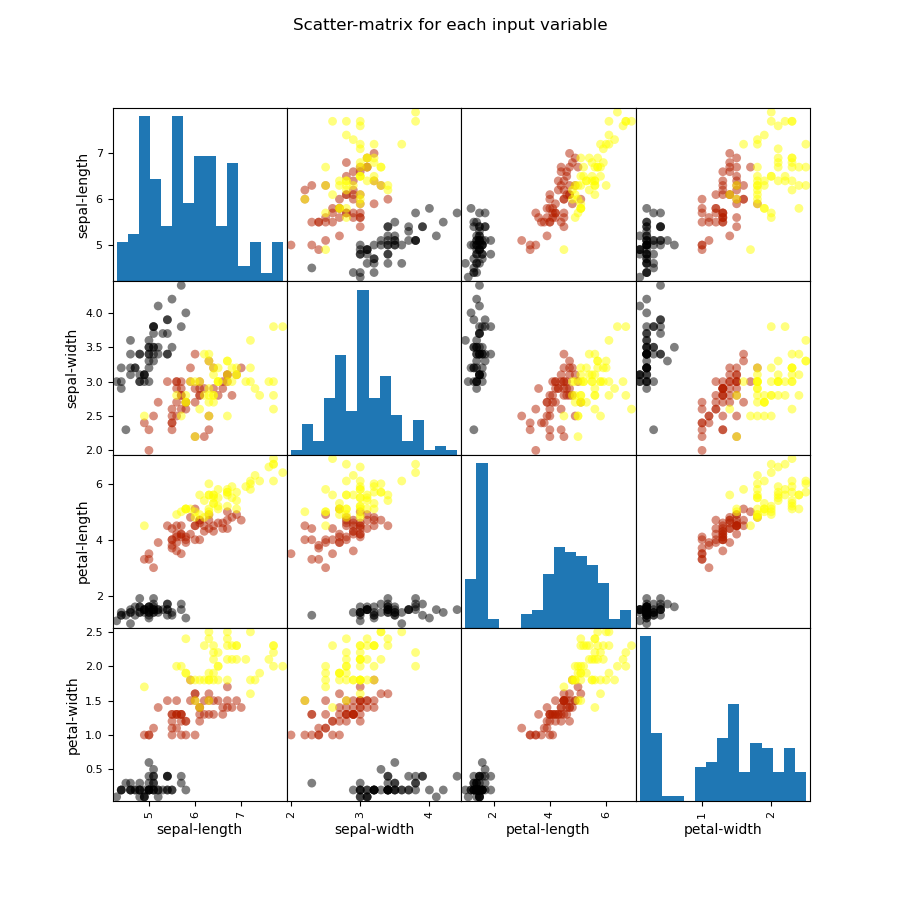 Scatter-matrix for each input variable
sepal-length
7
6
5
sepal-width
4.0
3.5
3.0
2.5
2.0
petal-length
6
4
2
petal-width
2.5
2.0
1.5
1.0
0.5
5 6 7 2 3 4 2 4 6 1 2
sepal-length sepal-width petal-length petal-width